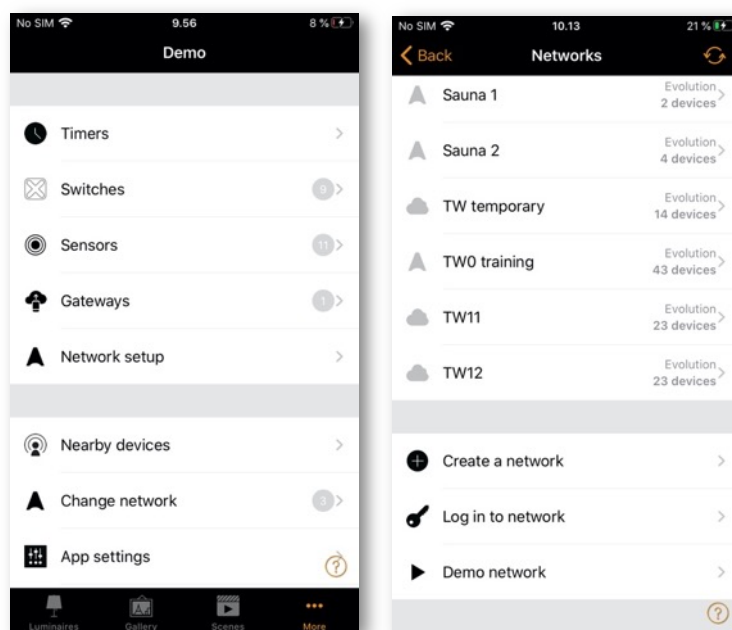 No SIM 9.56 8 %
Demo
Timers
Switches 9
Sensors 11
Gateways 1
Network setup
Nearby devices
Change network 3
App settings
?
Luminaires Gallery Scenes More
No SIM 10.13 21 %
Back Networks
Sauna 1 Evolution
2 devices
Sauna 2 Evolution
4 devices
TW temporary Evolution
14 devices
TW0 training Evolution
43 devices
TW11 Evolution
23 devices
TW12 Evolution
23 devices
Create a network
Log in to network
Demo network
?